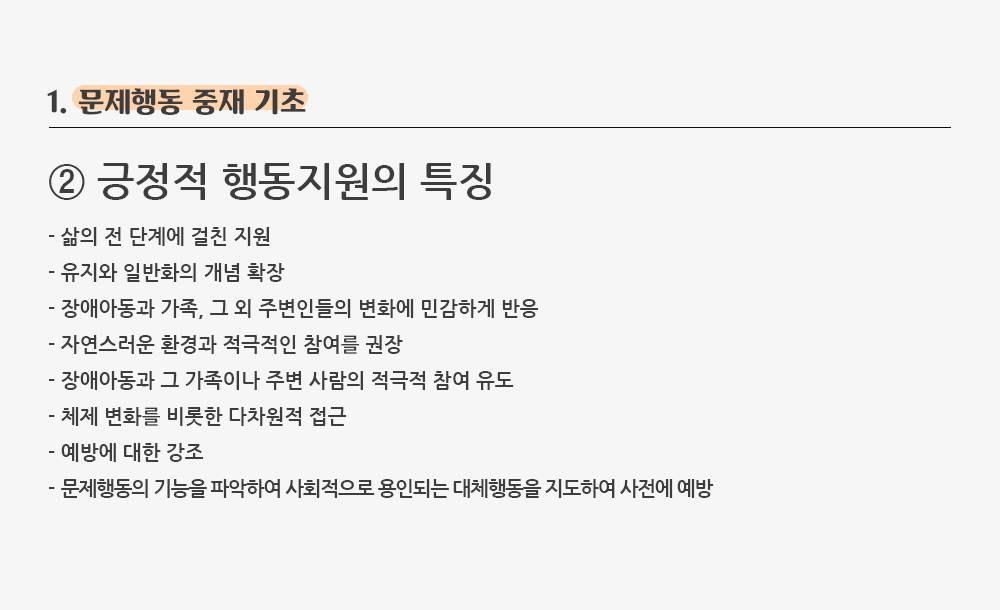 1. 문제행동 중재 기초
② 긍정적 행동지원의 특징
- 삶의 전 단계에 걸친 지원
- 유지와 일반화의 개념 확장
- 장애아동과 가족, 그 외 주변인들의 변화에 민감하게 반응
- 자연스러운 환경과 적극적인 참여를 권장
- 장애아동과 그 가족이나 주변 사람의 적극적 참여 유도
- 체제 변화를 비롯한 다차원적 접근
- 예방에 대한 강조
- 문제행동의 기능을 파악하여 사회적으로 용인되는 대체행동을 지도하여 사전에 예방